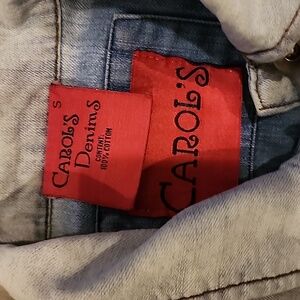 S
CAROL'S
Denims
CONTENT:
100% COTTON
CAROL'S